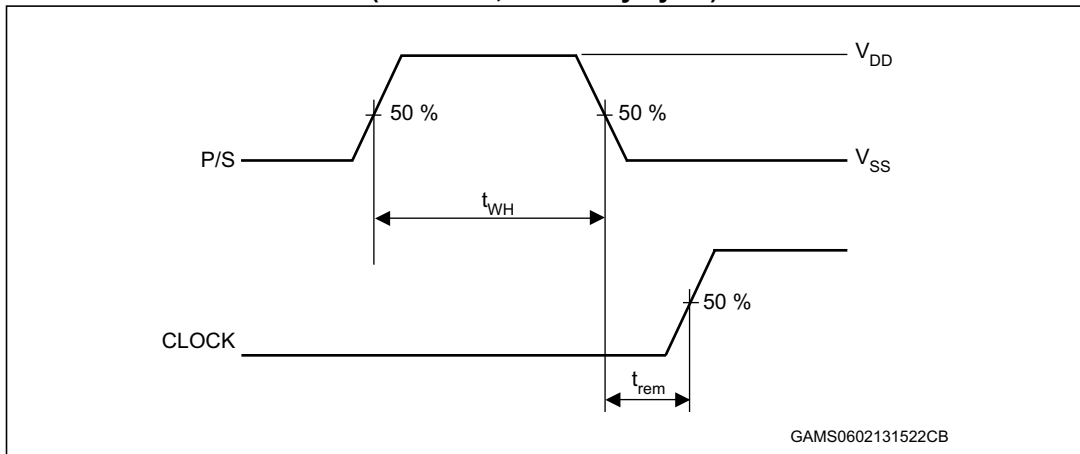 V_DD
50 %
50 %
P/S
V_SS
t_WH
50 %
CLOCK
t_rem
GAMS0602131522CB